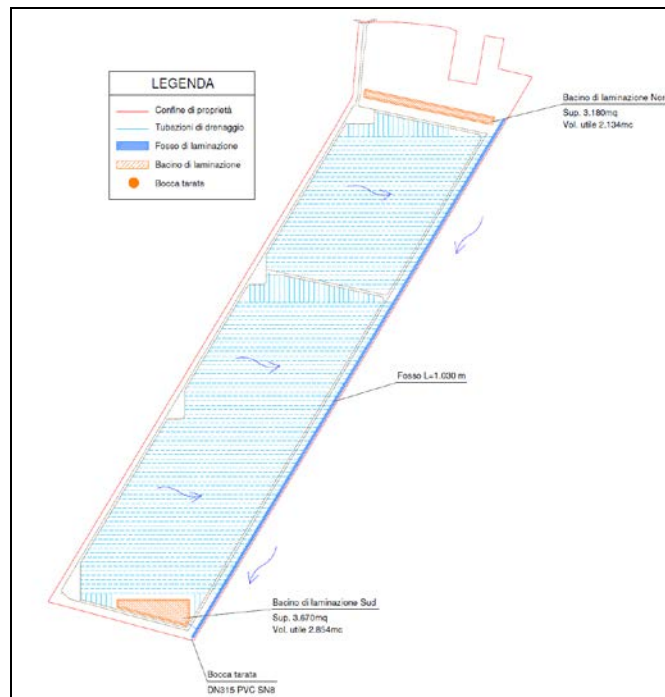 LEGENDA
Confine di proprietà
Tubazioni di drenaggio
Fosso di laminazione
Bacino di laminazione
Bocca tarata
Bacino di laminazione Nor
Sup. 3.180mq
Vol. utile 2.134mc
Fosso L=1.030 m
Bacino di laminazione Sud
Sup. 3.670mq
Vol. utile 2.854mc
Bocca tarata
DN315 PVC SN8